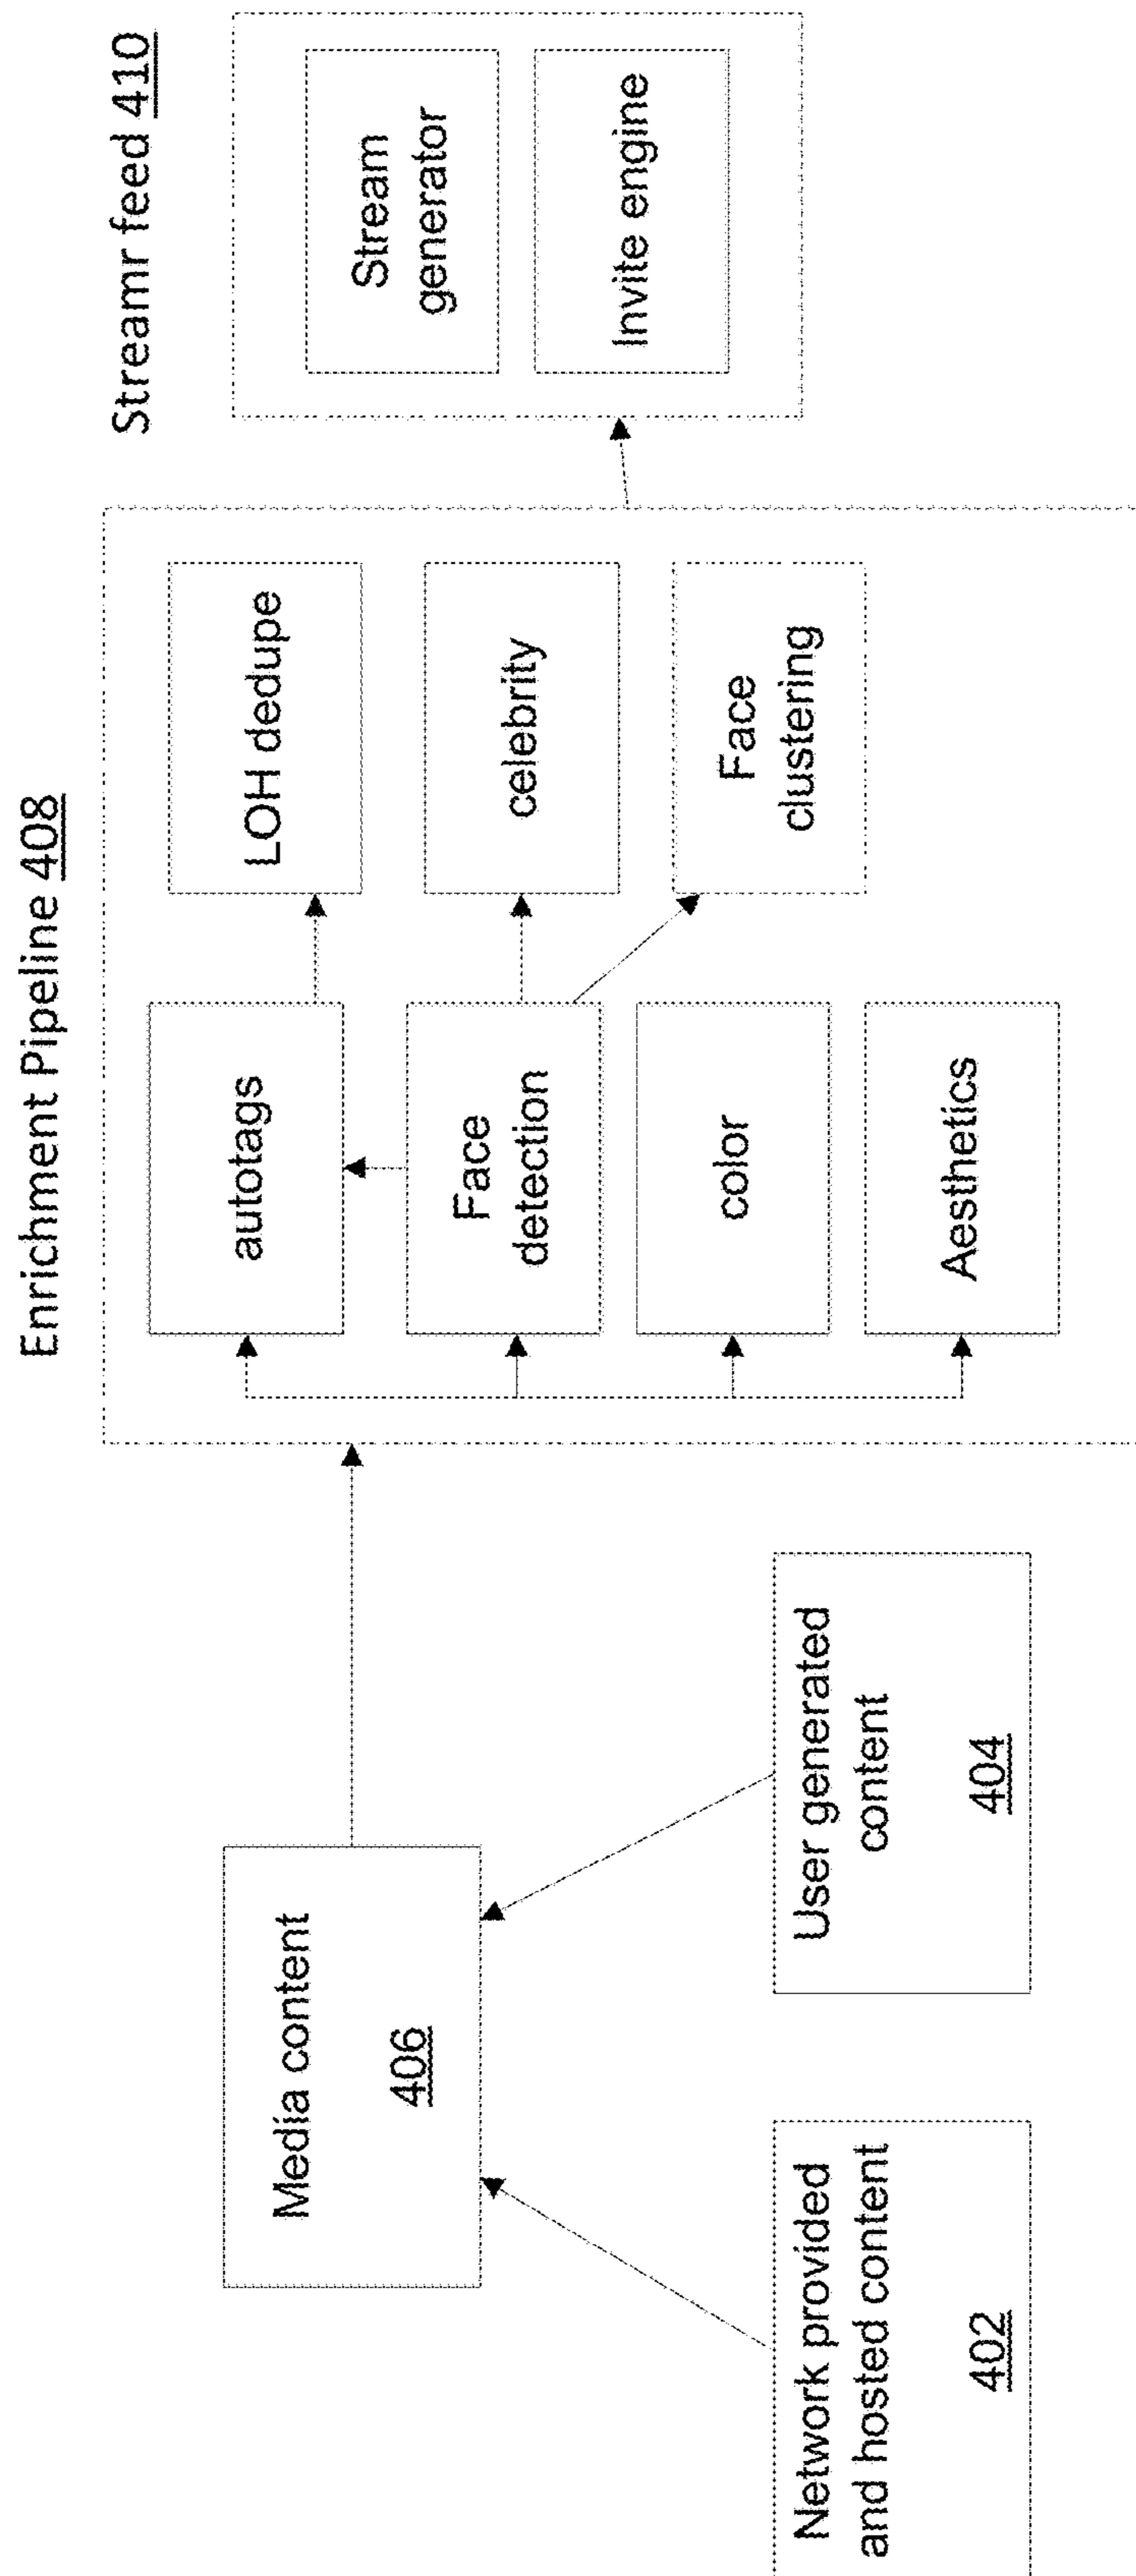 Enrichment Pipeline 408
Streamr feed 410
Media content
406
Network provided
and hosted content
402
User generated
content
404
autotags
LOH dedupe
Face
detection
celebrity
Face
clustering
color
Aesthetics
Stream
generator
Invite engine